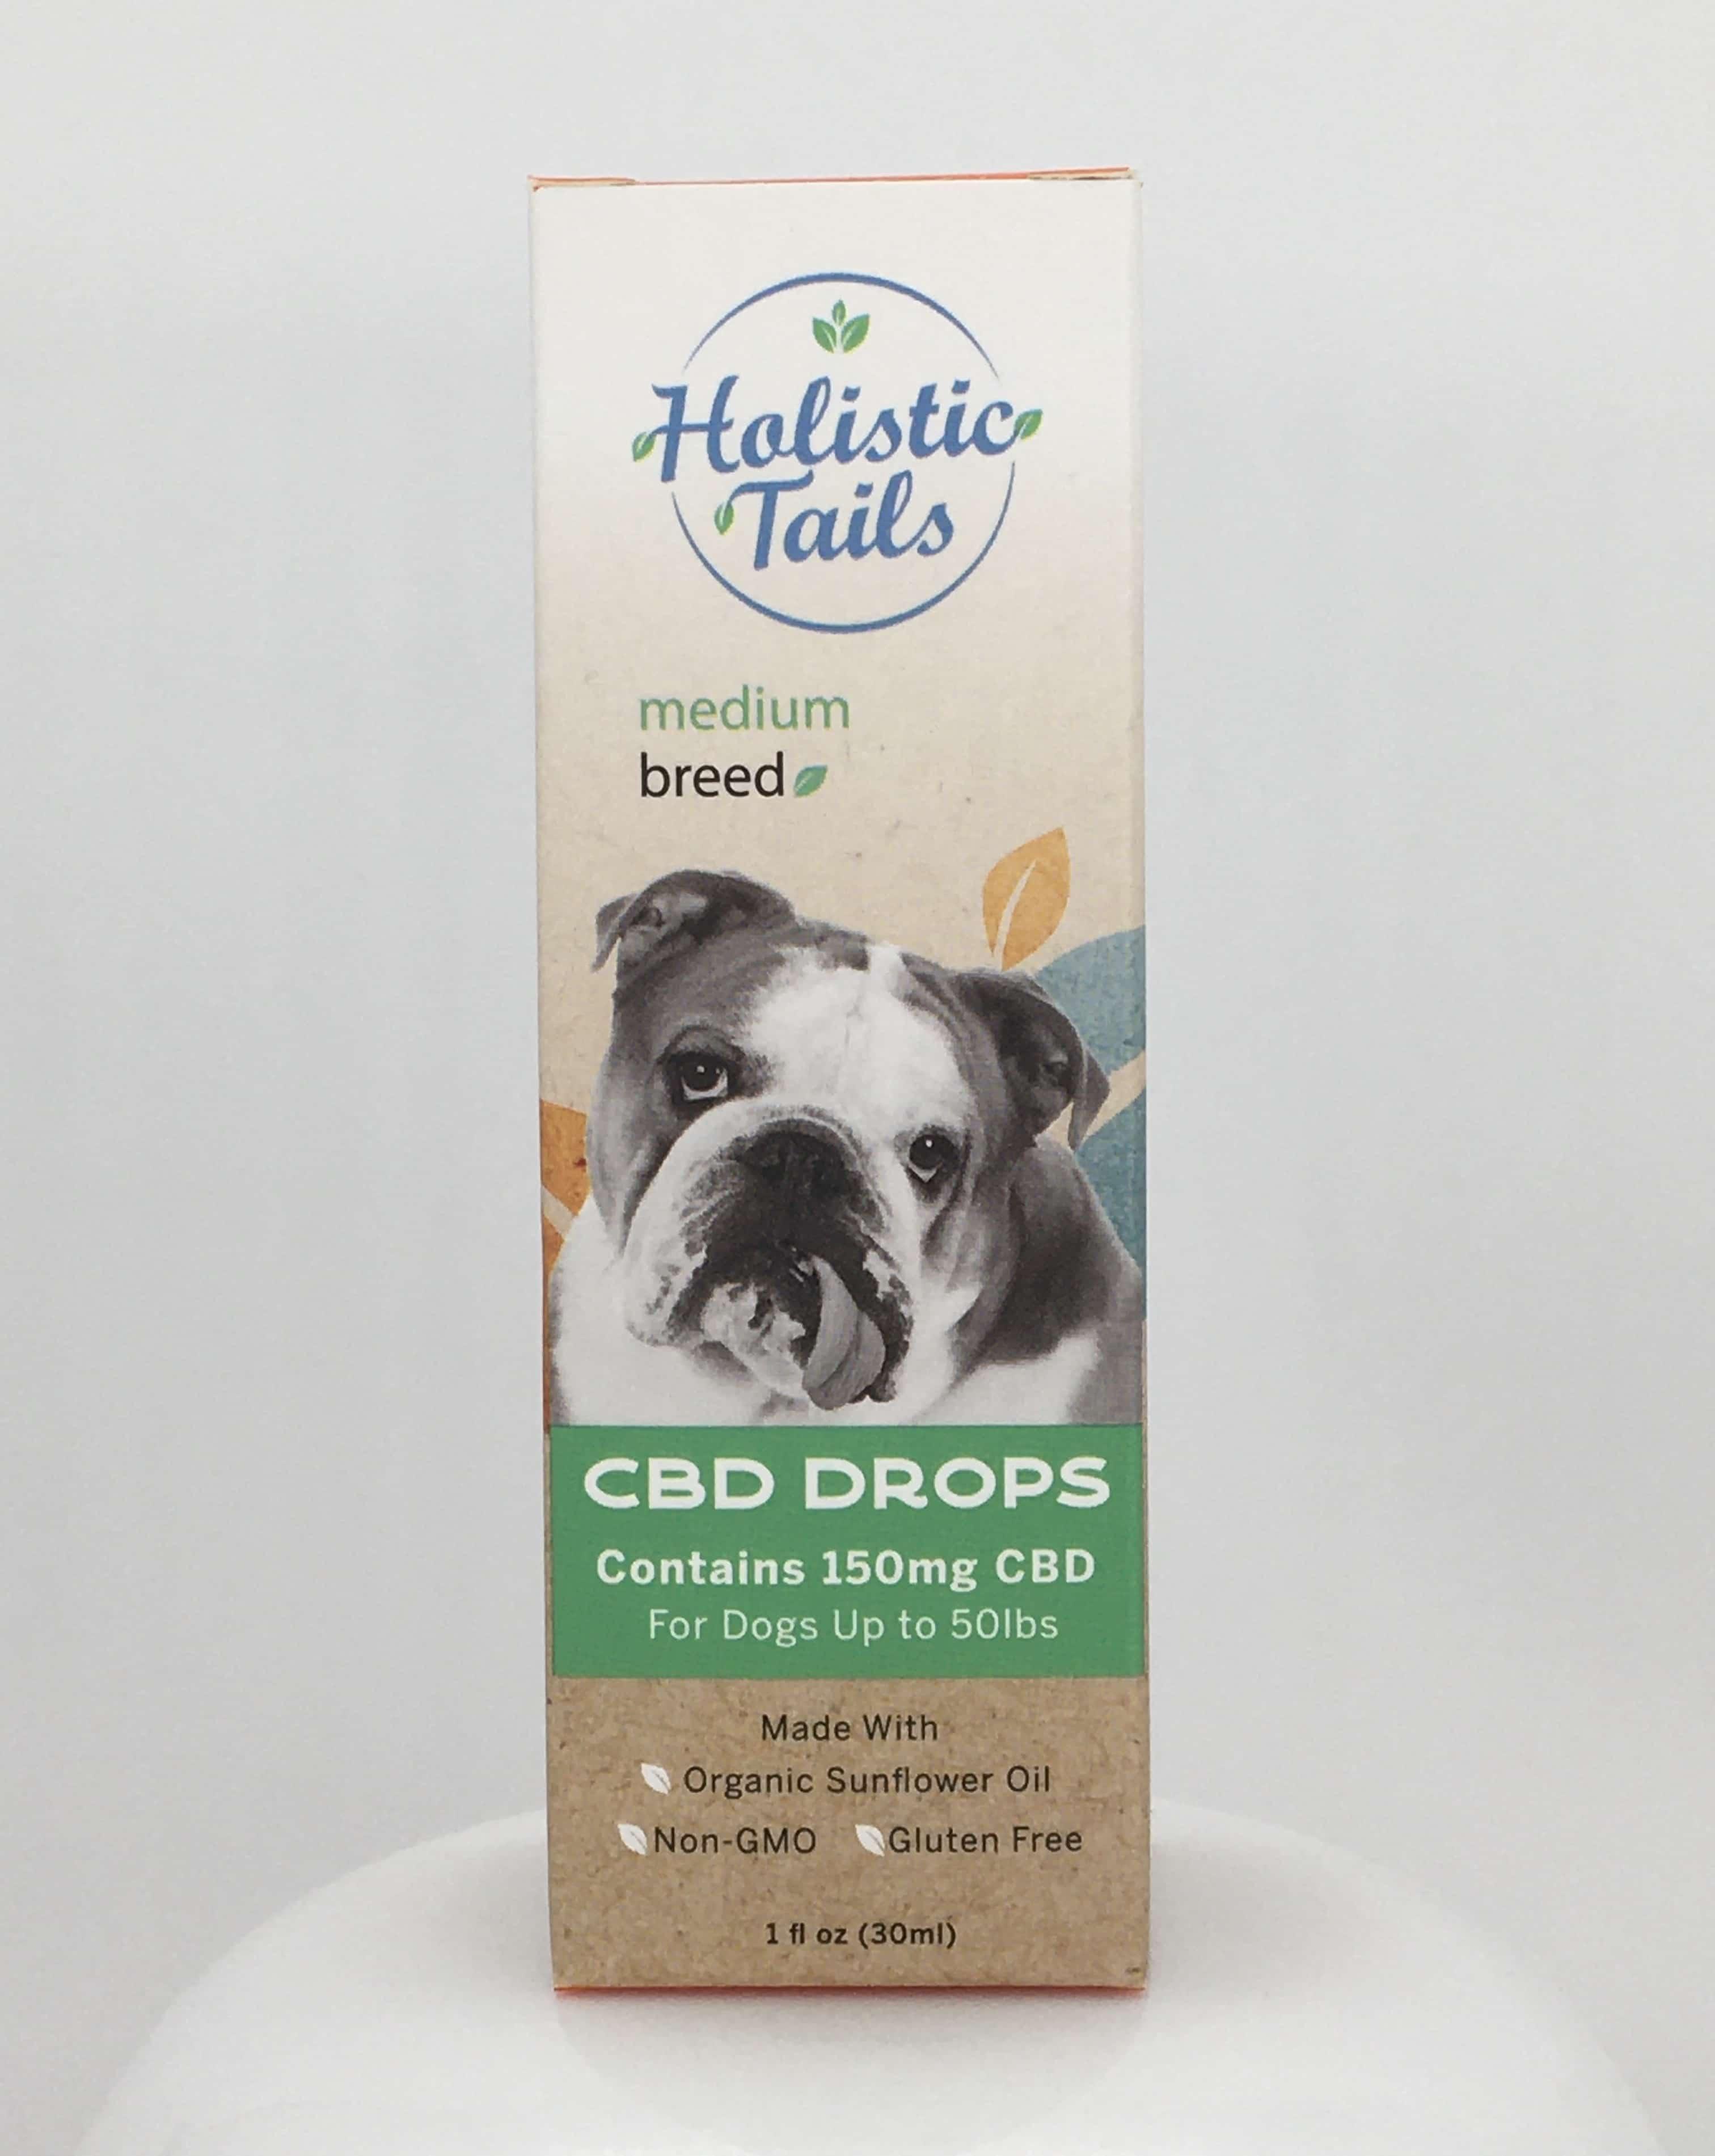 Holistic
Tails
medium
breed
CBD DROPS
Contains 150mg CBD
For Dogs Up to 50lbs
Made With
Organic Sunflower Oil
Non-GMO Gluten Free
1 fl oz (30ml)